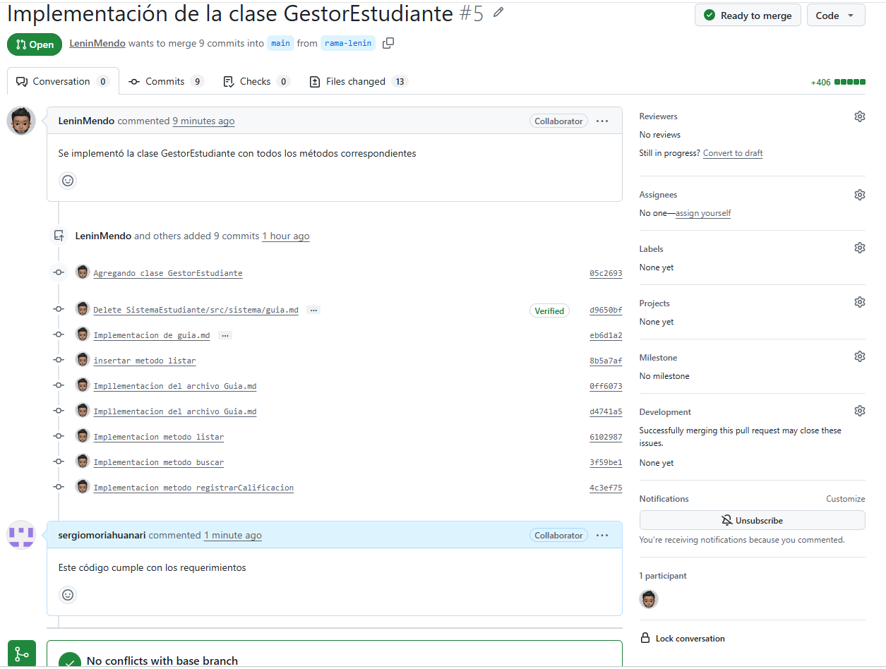 Implementación de la clase GestorEstudiante #5
Ready to merge
Code
Open
LeninMendo wants to merge 9 commits into main from rama-lenin
Conversation 0
Commits 9
Checks 0
Files changed 13
+406
LeninMendo commented 9 minutes ago
Collaborator
Se implementó la clase GestorEstudiante con todos los métodos correspondientes
LeninMendo and others added 9 commits 1 hour ago
Agregando clase GestorEstudiante 05c2693
Delete SistemaEstudiante/src/sistema/guia.md ... Verified d9650bf
Implementacion de guia.md ... eb6d1a2
insertar metodo listar 8b5a7af
Impllementacion del archivo Guia.md 0ff6073
Impllementacion del archivo Guia.md d4741a5
Implementacion metodo listar 6102987
Implementacion metodo buscar 3f59be1
Implementacion metodo registrarCalificacion 4c3ef75
sergiomoriahuanari commented 1 minute ago
Collaborator
Este código cumple con los requerimientos
No conflicts with base branch
Reviewers
No reviews
Still in progress? Convert to draft
Assignees
No one—assign yourself
Labels
None yet
Projects
None yet
Milestone
No milestone
Development
Successfully merging this pull request may close these
issues.
None yet
Notifications
Customize
Unsubscribe
You're receiving notifications because you commented.
1 participant
Lock conversation